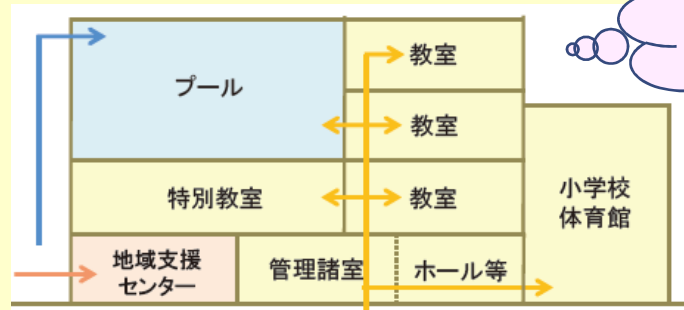 プール
教室
教室
特別教室
教室
小学校
体育館
地域支援
センター
管理諸室
ホール等